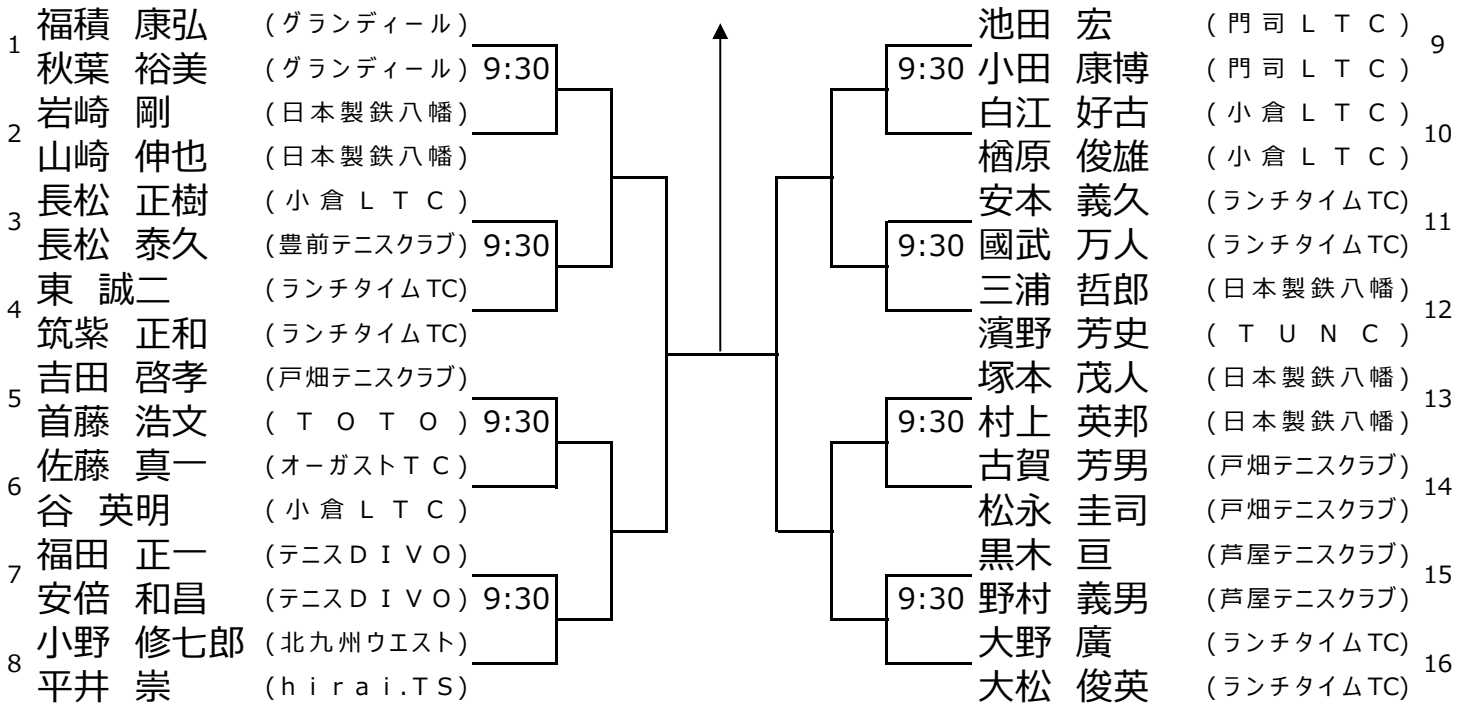 1
福積 康弘 (グランディール)
秋葉 裕美 (グランディール) 9:30
2
岩崎 剛 (日本製鉄八幡)
山崎 伸也 (日本製鉄八幡)
3
長松 正樹 (小倉LTC)
長松 泰久 (豊前テニスクラブ) 9:30
4
東 誠二 (ランチタイムTC)
筑紫 正和 (ランチタイムTC)
5
吉田 啓孝 (戸畑テニスクラブ)
首藤 浩文 (TOTO) 9:30
6
佐藤 真一 (オーガストTC)
谷 英明 (小倉LTC)
7
福田 正一 (テニスDIVO)
安倍 和昌 (テニスDIVO) 9:30
8
小野 修七郎 (北九州ウエスト)
平井 崇 (hirai.TS)
池田 宏 (門司LTC)
9
9:30 小田 康博 (門司LTC)
白江 好古 (小倉LTC)
10
楢原 俊雄 (小倉LTC)
安本 義久 (ランチタイムTC)
11
9:30 國武 万人 (ランチタイムTC)
三浦 哲郎 (日本製鉄八幡)
12
濱野 芳史 (TUNC)
塚本 茂人 (日本製鉄八幡)
13
9:30 村上 英邦 (日本製鉄八幡)
古賀 芳男 (戸畑テニスクラブ)
14
松永 圭司 (戸畑テニスクラブ)
黒木 亘 (芦屋テニスクラブ)
15
9:30 野村 義男 (芦屋テニスクラブ)
大野 廣 (ランチタイムTC)
16
大松 俊英 (ランチタイムTC)